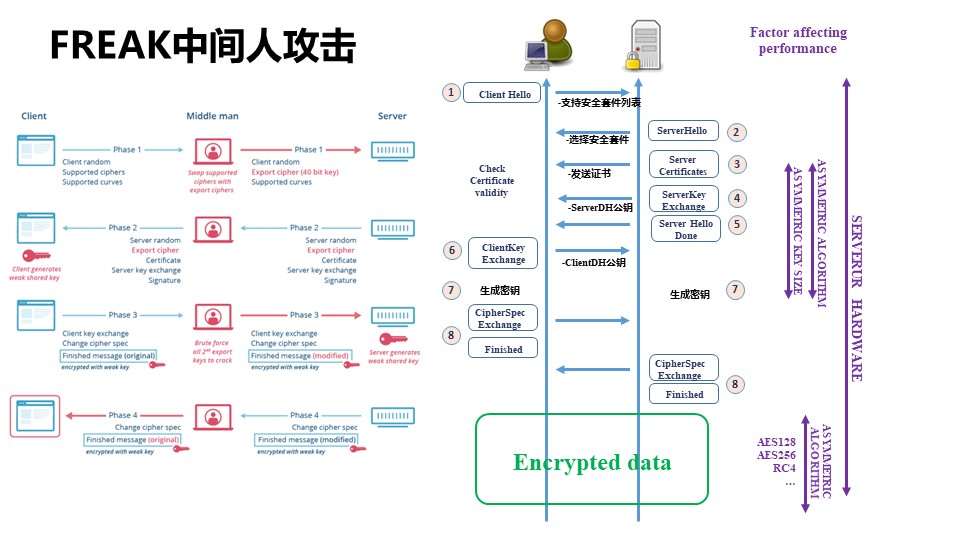 FREAK中间人攻击
Client
Middle man
Server
Phase 1
Client random
Supported ciphers
Supported curves
Swap supported
ciphers with
export ciphers
Phase 1
Client random
Export cipher (40 bit key)
Supported curves
Phase 2
Server random
Export cipher
Certificate
Server key exchange
Signature
Client generates
weak shared key
Phase 2
Server random
Export cipher
Certificate
Server key exchange
Signature
Phase 3
Client key exchange
Change cipher spec
Finished message (original)
encrypted with weak key
Brute force
all 2⁴⁰ export
keys to crack
Phase 3
Client key exchange
Change cipher spec
Finished message (modified)
encrypted with weak key
Server generates
weak shared key
Phase 4
Change cipher spec
Finished message (original)
encrypted with weak key
Phase 4
Change cipher spec
Finished message (modified)
encrypted with weak key
Factor affecting
performance
1
Client Hello
-支持安全套件列表
ServerHello
2
-选择安全套件
Check
Certificate
validity
Server
Certificates
3
-发送证书
ServerKey
Exchange
4
-ServerDH公钥
Server Hello
Done
5
6
ClientKey
Exchange
-ClientDH公钥
7
生成密钥
生成密钥
7
CipherSpec
Exchange
8
Finished
CipherSpec
Exchange
8
Finished
Encrypted data
ASYMMETRIC KEY SIZE
ASYMMETRIC ALGORITHM
SERVERUR HARDWARE
AES128
AES256
RC4
...
ASYMMETRIC
ALGORITHM